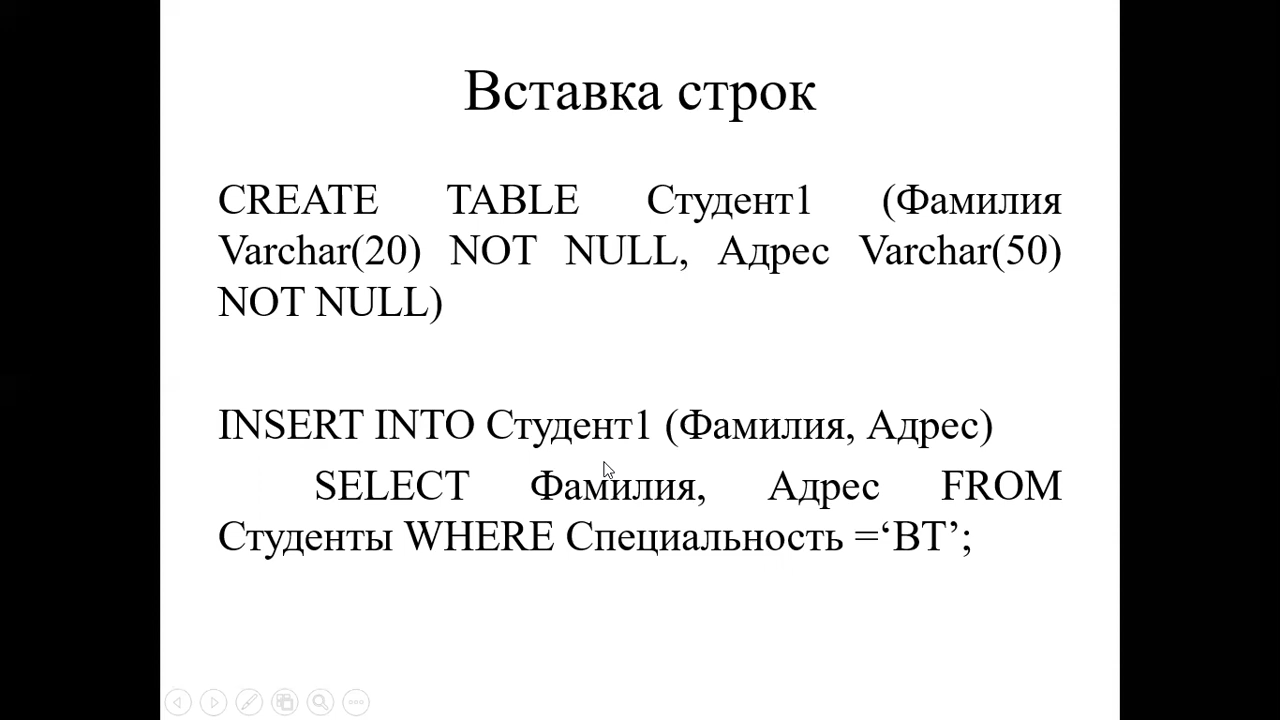 Вставка строк
CREATE TABLE Студент1 (Фамилия
Varchar(20) NOT NULL, Адрес Varchar(50)
NOT NULL)
INSERT INTO Студент1 (Фамилия, Адрес)
SELECT Фамилия, Адрес FROM
Студенты WHERE Специальность =‘ВТ’;